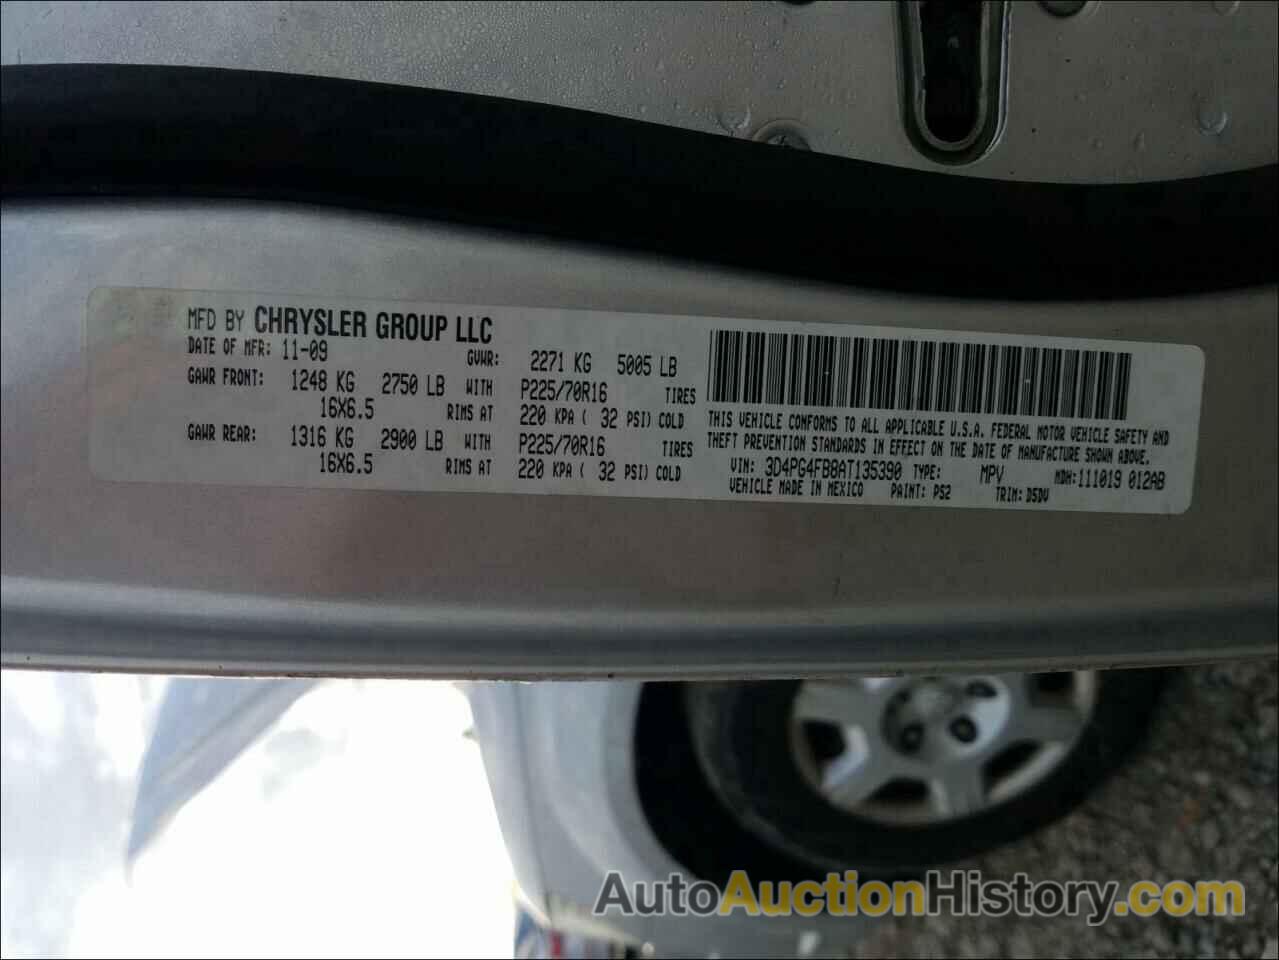 MFD BY CHRYSLER GROUP LLC
DATE OF MFR: 11-09 GVWR: 2271 KG 5005 LB
GAWR FRONT: 1248 KG 2750 LB WITH P225/70R16 TIRES
16X6.5 RIMS AT 220 KPA ( 32 PSI) COLD
GAWR REAR: 1316 KG 2900 LB WITH P225/70R16 TIRES
16X6.5 RIMS AT 220 KPA ( 32 PSI) COLD
THIS VEHICLE CONFORMS TO ALL APPLICABLE U.S.A. FEDERAL MOTOR VEHICLE SAFETY AND
THEFT PREVENTION STANDARDS IN EFFECT ON THE DATE OF MANUFACTURE SHOWN ABOVE.
VIN: 3D4PG4FB8AT135390 TYPE: MPV MDH:111019 012AB
VEHICLE MADE IN MEXICO PAINT: PS2 TRIM: D5DV
AutoAuctionHistory.com